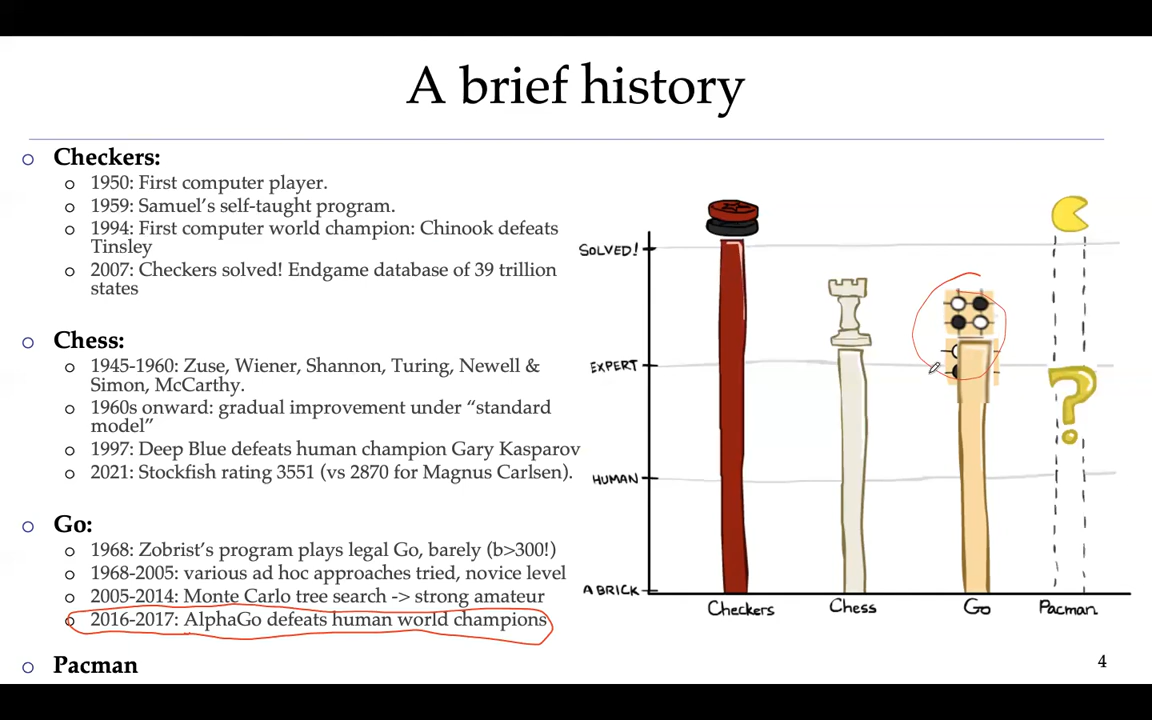 A brief history
Checkers:
1950: First computer player.
1959: Samuel's self-taught program.
1994: First computer world champion: Chinook defeats
Tinsley
2007: Checkers solved! Endgame database of 39 trillion
states
Chess:
1945-1960: Zuse, Wiener, Shannon, Turing, Newell &
Simon, McCarthy.
1960s onward: gradual improvement under “standard
model”
1997: Deep Blue defeats human champion Gary Kasparov
2021: Stockfish rating 3551 (vs 2870 for Magnus Carlsen).
Go:
1968: Zobrist's program plays legal Go, barely (b>300!)
1968-2005: various ad hoc approaches tried, novice level
2005-2014: Monte Carlo tree search -> strong amateur
2016-2017: AlphaGo defeats human world champions
Pacman
SOLVED!
EXPERT
HUMAN
A BRICK
Checkers
Chess
Go
Pacman
?
4